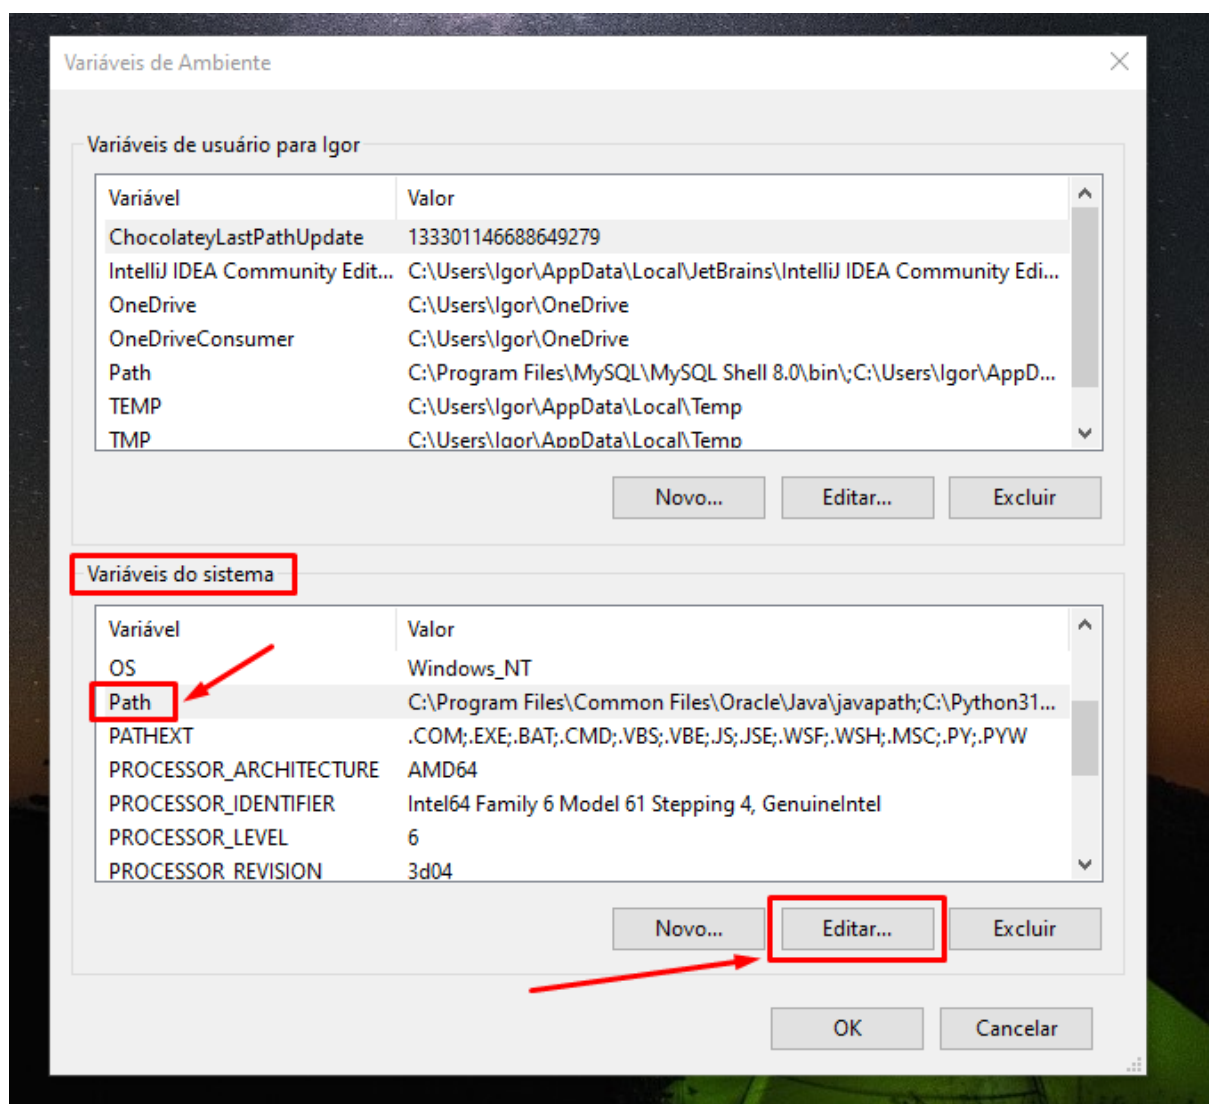 Variáveis de Ambiente
Variáveis de usuário para Igor
Variável Valor
ChocolateyLastPathUpdate 133301146688649279
IntelliJ IDEA Community Edit... C:\Users\Igor\AppData\Local\JetBrains\IntelliJ IDEA Community Edi...
OneDrive C:\Users\Igor\OneDrive
OneDriveConsumer C:\Users\Igor\OneDrive
Path C:\Program Files\MySQL\MySQL Shell 8.0\bin\;C:\Users\Igor\AppD...
TEMP C:\Users\Igor\AppData\Local\Temp
TMP C:\Users\Igor\AppData\Local\Temp
Novo... Editar... Excluir
Variáveis do sistema
Variável Valor
OS Windows_NT
Path C:\Program Files\Common Files\Oracle\Java\javapath;C:\Python31...
PATHEXT .COM;.EXE;.BAT;.CMD;.VBS;.VBE;.JS;.JSE;.WSF;.WSH;.MSC;.PY;.PYW
PROCESSOR_ARCHITECTURE AMD64
PROCESSOR_IDENTIFIER Intel64 Family 6 Model 61 Stepping 4, GenuineIntel
PROCESSOR_LEVEL 6
PROCESSOR_REVISION 3d04
Novo... Editar... Excluir
OK Cancelar